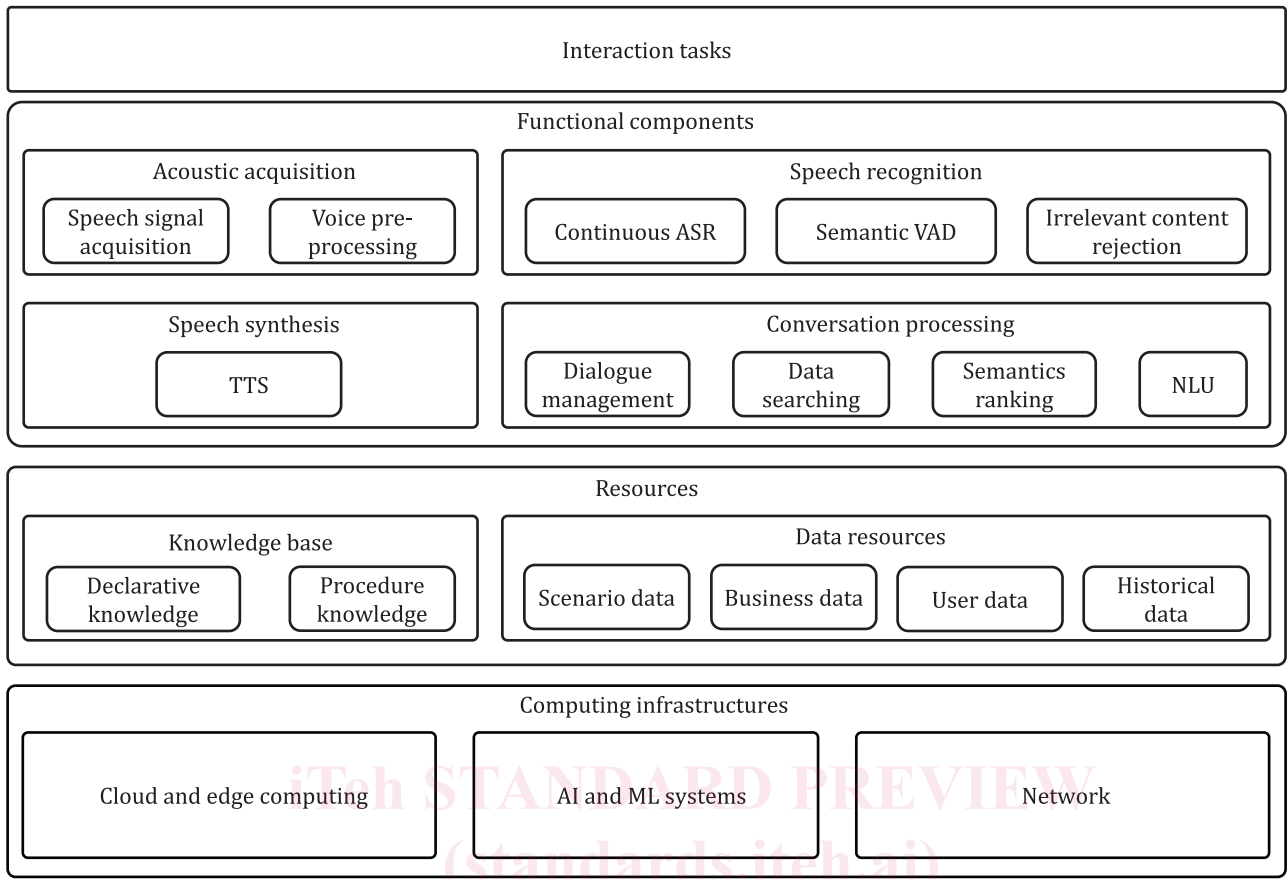 Interaction tasks
Functional components
Acoustic acquisition
Speech signal
acquisition
Voice pre-
processing
Speech recognition
Continuous ASR
Semantic VAD
Irrelevant content
rejection
Speech synthesis
TTS
Conversation processing
Dialogue
management
Data
searching
Semantics
ranking
NLU
Resources
Knowledge base
Declarative
knowledge
Procedure
knowledge
Data resources
Scenario data
Business data
User data
Historical
data
Computing infrastructures
Cloud and edge computing
AI and ML systems
Network
iTeh STANDARD PREVIEW
(standards.iteh.ai)